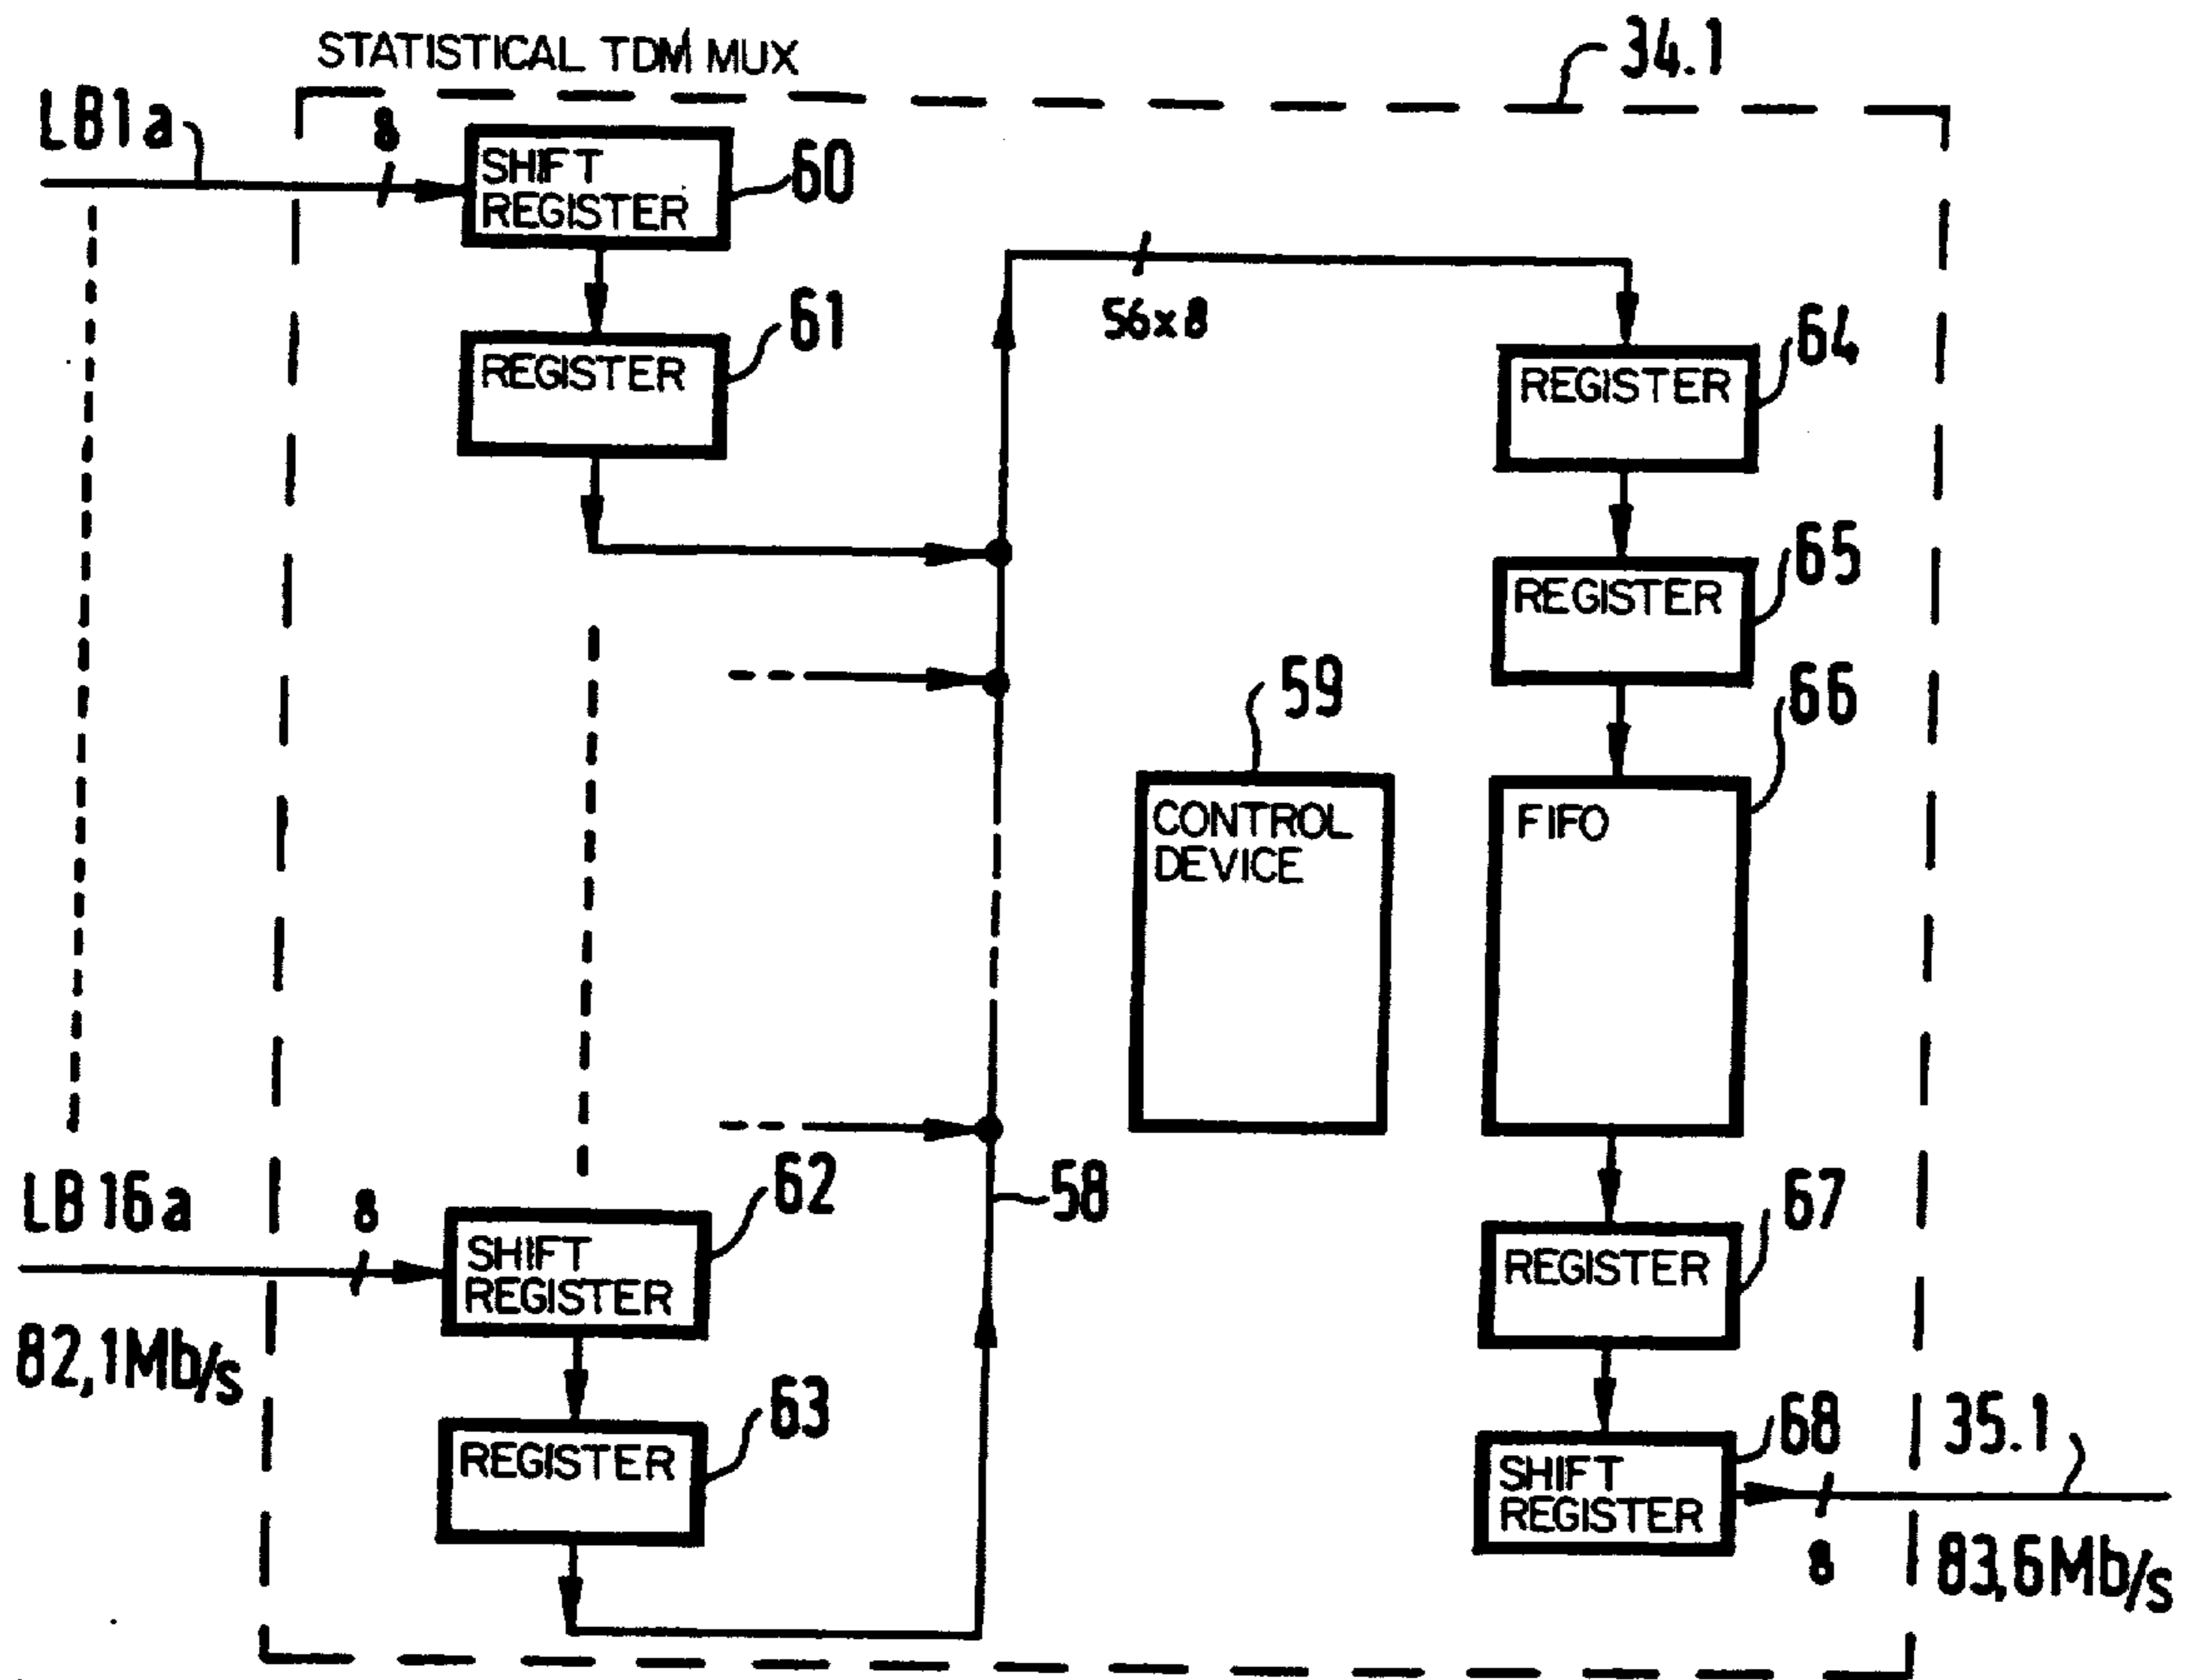 STATISTICAL TDM MUX
34.1
LB1a
8
SHIFT
REGISTER
60
56x8
REGISTER
61
REGISTER
64
REGISTER
65
59
66
CONTROL
DEVICE
FIFO
LB16a
8
SHIFT
REGISTER
62
58
REGISTER
67
82,1Mb/s
REGISTER
63
SHIFT
REGISTER
68
35.1
8
83,6Mb/s